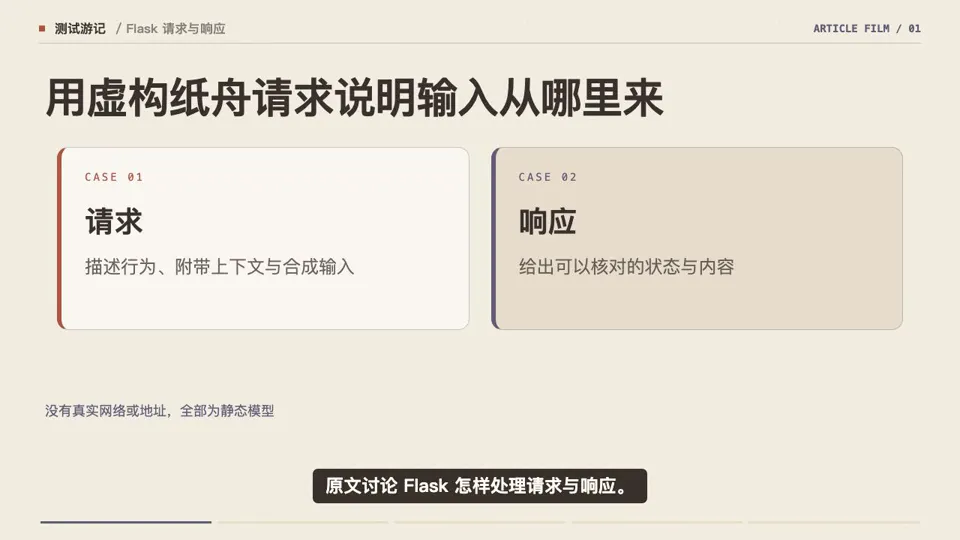 测试游记 / Flask 请求与响应
ARTICLE FILM / 01
用虚构纸舟请求说明输入从哪里来
CASE 01
请求
描述行为、附带上下文与合成输入
CASE 02
响应
给出可以核对的状态与内容
没有真实网络或地址，全部为静态模型
原文讨论 Flask 怎样处理请求与响应。